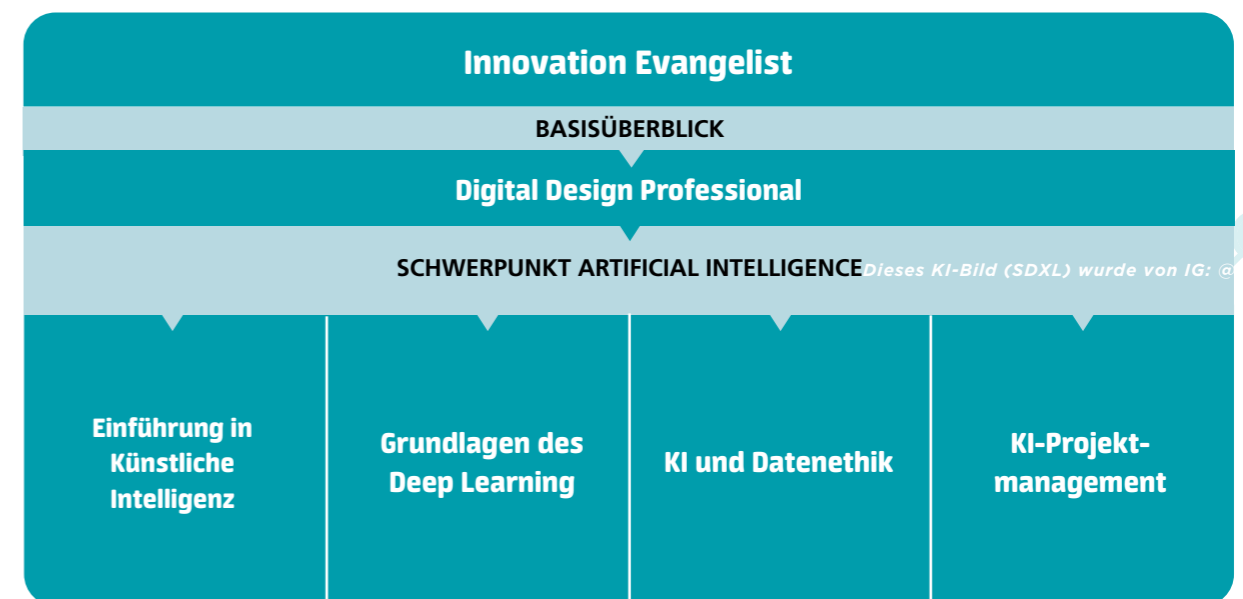 Innovation Evangelist
BASISÜBERBLICK
Digital Design Professional
SCHWERPUNKT ARTIFICIAL INTELLIGENCE
Dieses KI-Bild (SDXL) wurde von IG: @
Einführung in
Künstliche
Intelligenz
Grundlagen des
Deep Learning
KI und Datenethik
KI-Projekt-
management